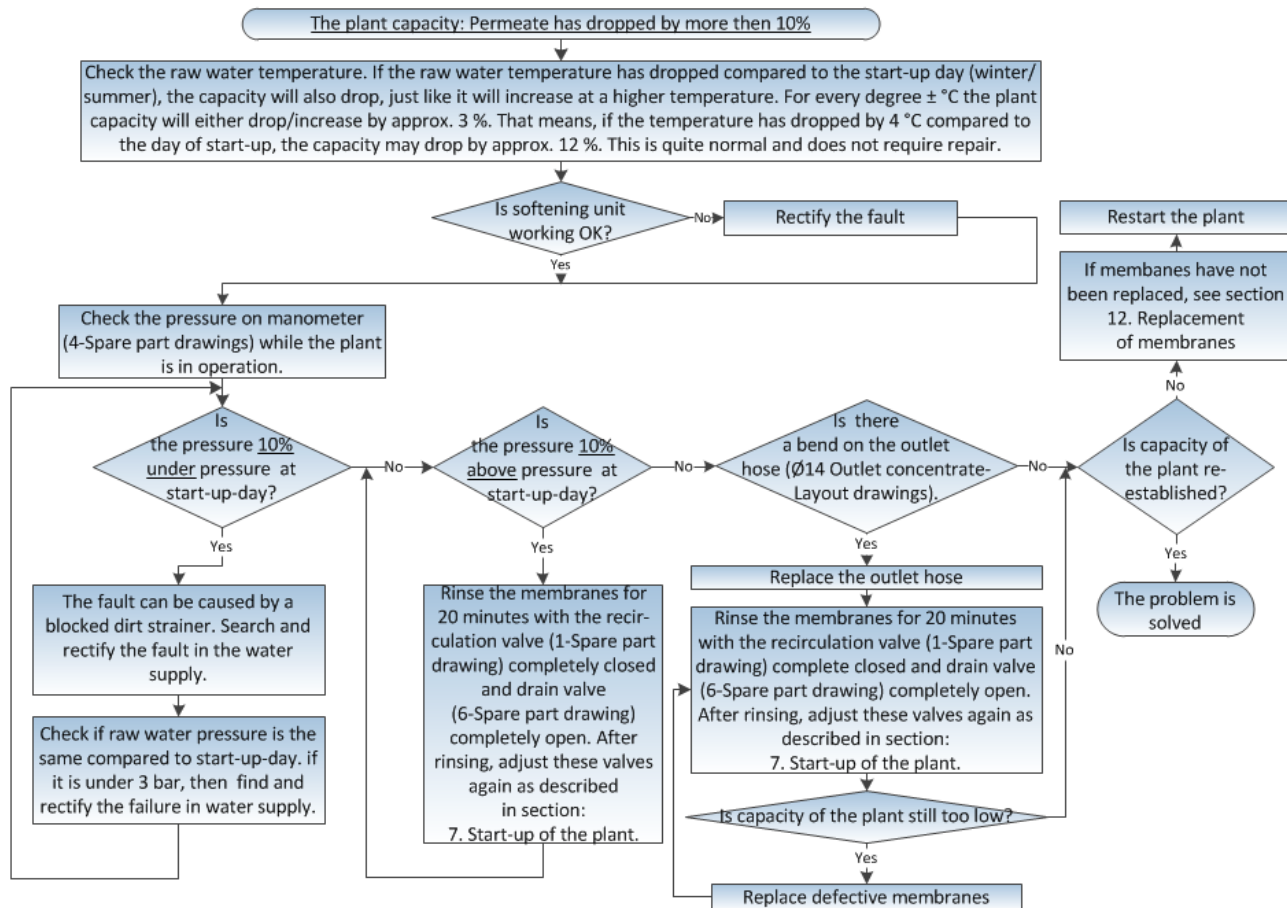 The plant capacity: Permeate has dropped by more then 10%
Check the raw water temperature. If the raw water temperature has dropped compared to the start-up day (winter/
summer), the capacity will also drop, just like it will increase at a higher temperature. For every degree ± °C the plant
capacity will either drop/increase by approx. 3 %. That means, if the temperature has dropped by 4 °C compared to
the day of start-up, the capacity may drop by approx. 12 %. This is quite normal and does not require repair.
Is softening unit
working OK?
No
Rectify the fault
Yes
Check the pressure on manometer
(4-Spare part drawings) while the plant
is in operation.
Is
the pressure 10%
under pressure at
start-up-day?
No
Yes
The fault can be caused by a
blocked dirt strainer. Search and
rectify the fault in the water
supply.
Check if raw water pressure is the
same compared to start-up-day. if
it is under 3 bar, then find and
rectify the failure in water supply.
Is
the pressure 10%
above pressure at
start-up-day?
No
Yes
Rinse the membranes for
20 minutes with the recir-
culation valve (1-Spare part
drawing) completely closed
and drain valve
(6-Spare part drawing)
completely open. After
rinsing, adjust these valves
again as described
in section:
7. Start-up of the plant.
Is there
a bend on the outlet
hose (Ø14 Outlet concentrate-
Layout drawings).
No
Yes
Replace the outlet hose
Rinse the membranes for 20 minutes
with the recirculation valve (1-Spare part
drawing) complete closed and drain valve
(6-Spare part drawing) completely open.
After rinsing, adjust these valves again as
described in section:
7. Start-up of the plant.
Is capacity of the plant still too low?
No
Yes
Replace defective membranes
Restart the plant
If membanes have not
been replaced, see section
12. Replacement
of membranes
No
Is capacity of
the plant re-
established?
Yes
The problem is
solved